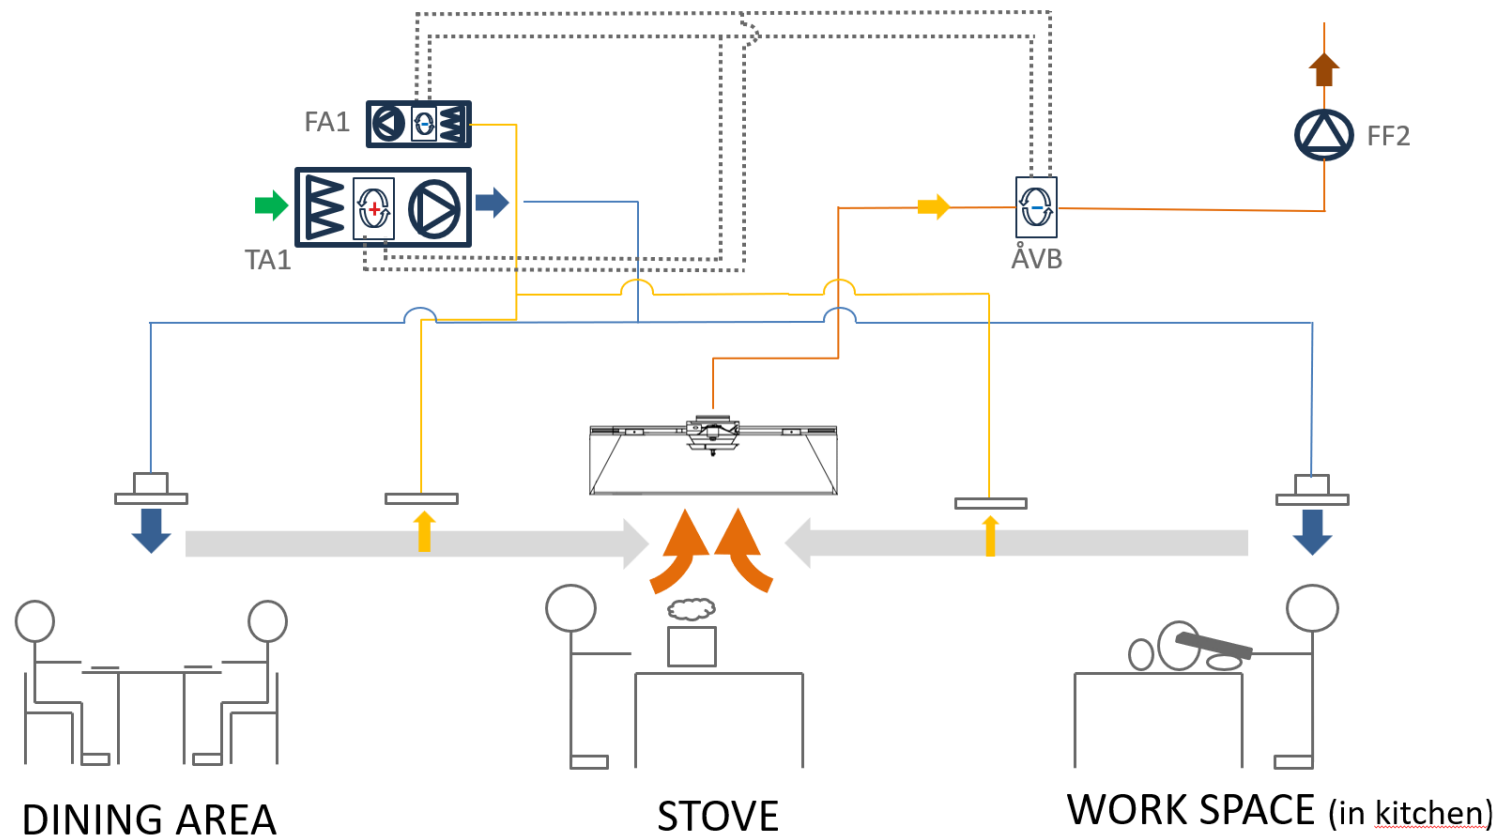 FA1
FF2
TA1
ÅVB
DINING AREA
STOVE
WORK SPACE (in kitchen)